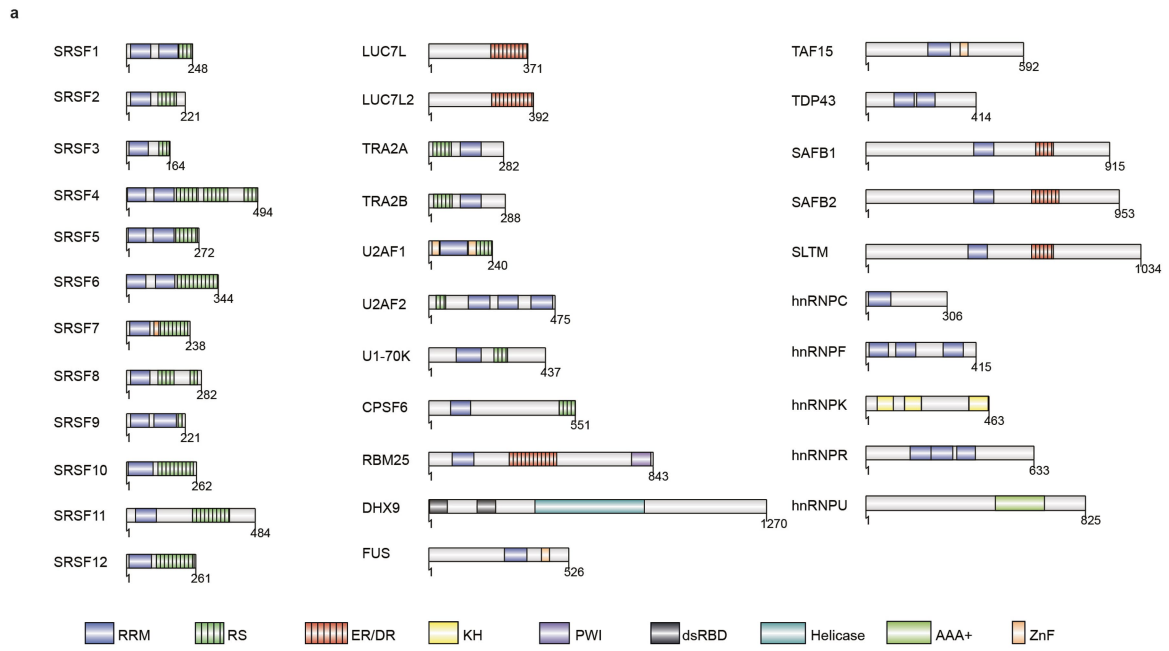 a
SRSF1
1 248
SRSF2
1 221
SRSF3
1 164
SRSF4
1 494
SRSF5
1 272
SRSF6
1 344
SRSF7
1 238
SRSF8
1 282
SRSF9
1 221
SRSF10
1 262
SRSF11
1 484
SRSF12
1 261
LUC7L
1 371
LUC7L2
1 392
TRA2A
1 282
TRA2B
1 288
U2AF1
1 240
U2AF2
1 475
U1-70K
1 437
CPSF6
1 551
RBM25
1 843
DHX9
1 1270
FUS
1 526
TAF15
1 592
TDP43
1 414
SAFB1
1 915
SAFB2
1 953
SLTM
1 1034
hnRNPC
1 306
hnRNPF
1 415
hnRNPK
1 463
hnRNPR
1 633
hnRNPU
1 825
RRM RS ER/DR KH PWI dsRBD Helicase AAA+ ZnF